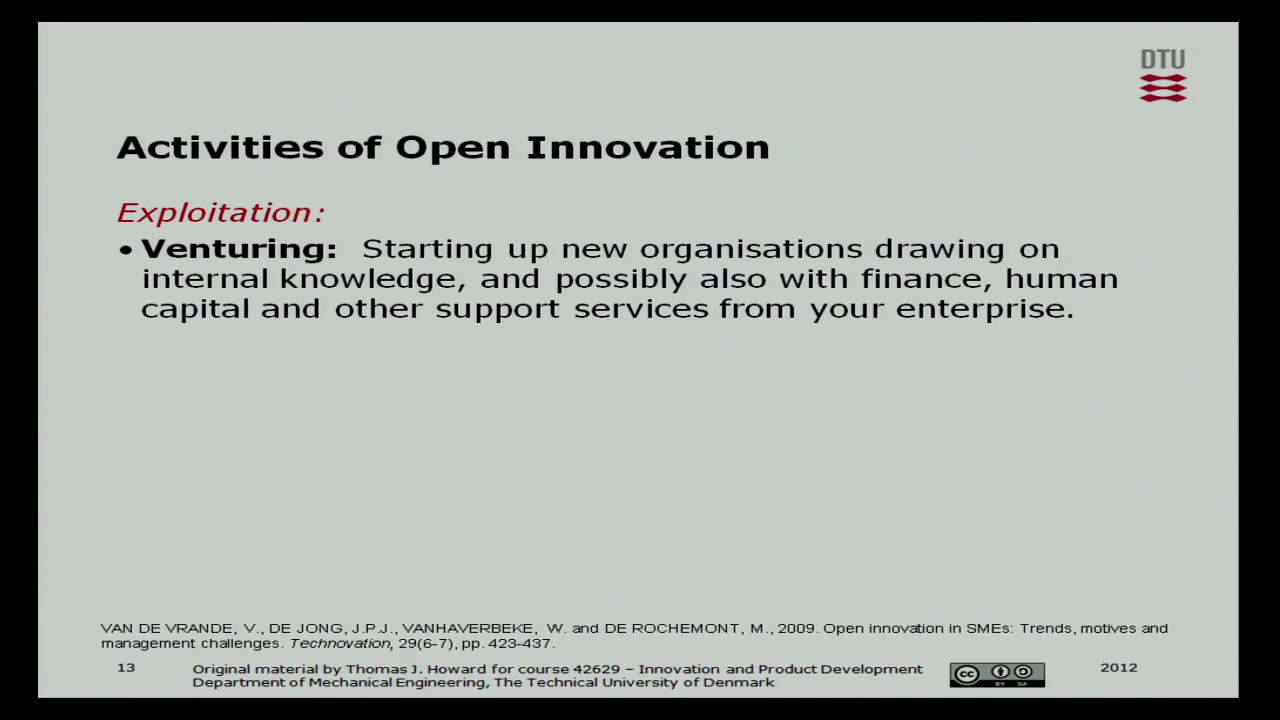 DTU
Activities of Open Innovation
Exploitation:
• Venturing: Starting up new organisations drawing on
internal knowledge, and possibly also with finance, human
capital and other support services from your enterprise.
VAN DE VRANDE, V., DE JONG, J.P.J., VANHAVERBEKE, W. and DE ROCHEMONT, M., 2009. Open innovation in SMEs: Trends, motives and
management challenges. Technovation, 29(6-7), pp. 423-437.
13
Original material by Thomas J. Howard for course 42629 – Innovation and Product Development
Department of Mechanical Engineering, The Technical University of Denmark
cc
BY SA
2012